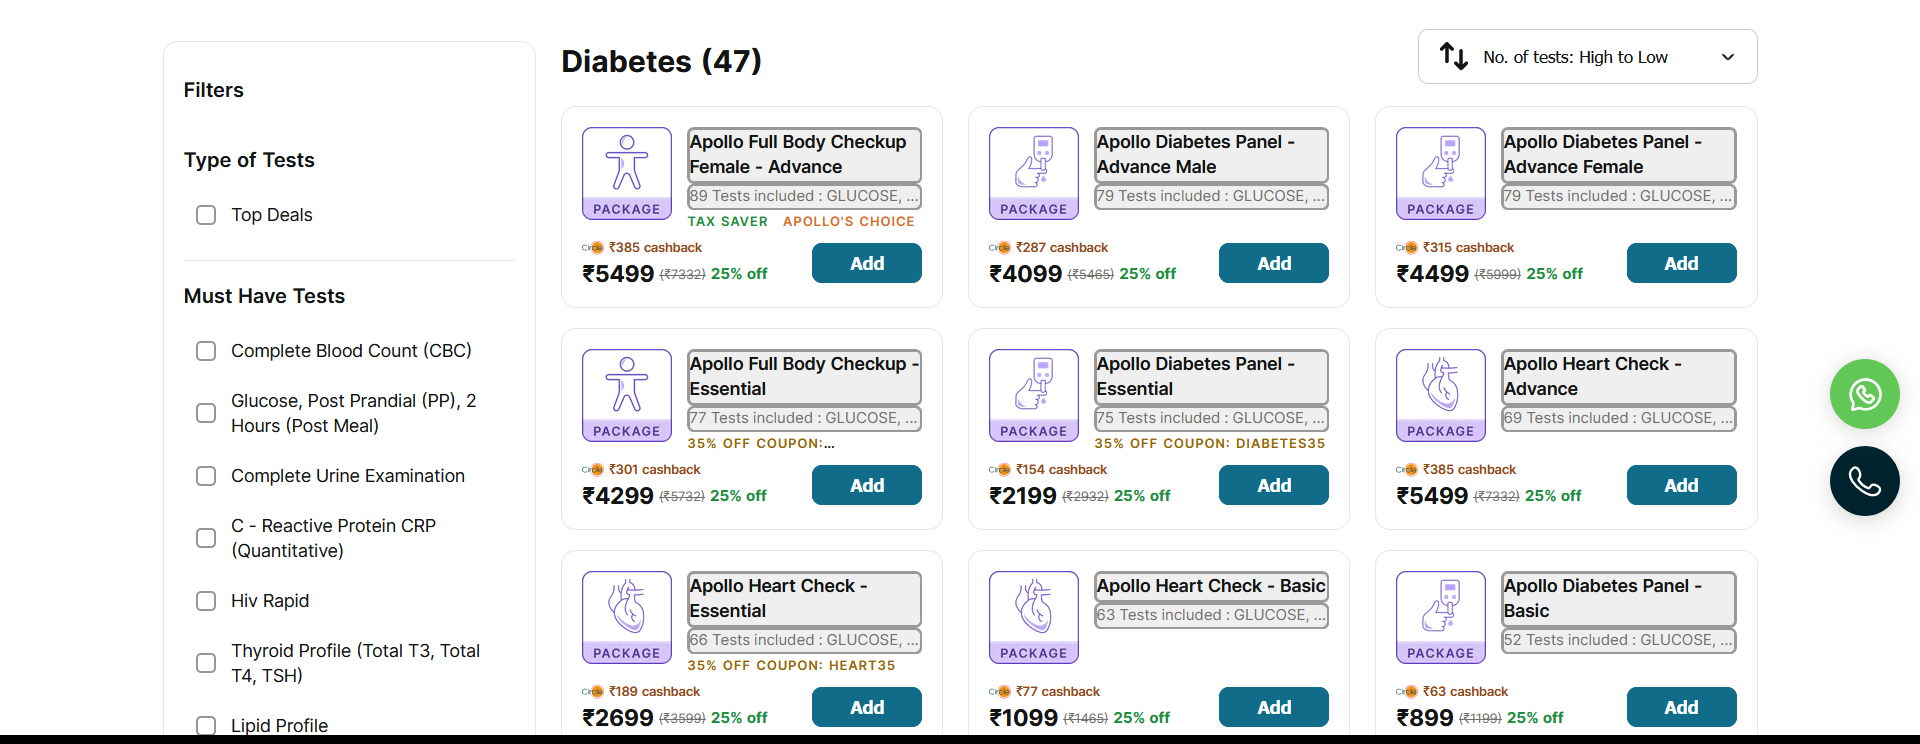 Filters
Type of Tests
Top Deals
Must Have Tests
Complete Blood Count (CBC)
Glucose, Post Prandial (PP), 2
Hours (Post Meal)
Complete Urine Examination
C - Reactive Protein CRP
(Quantitative)
Hiv Rapid
Thyroid Profile (Total T3, Total
T4, TSH)
Lipid Profile
Diabetes (47)
No. of tests: High to Low
PACKAGE
Apollo Full Body Checkup
Female - Advance
89 Tests included : GLUCOSE, ...
TAX SAVER APOLLO'S CHOICE
Circle ₹385 cashback
₹5499 (₹7332) 25% off
Add
PACKAGE
Apollo Diabetes Panel -
Advance Male
79 Tests included : GLUCOSE, ...
Circle ₹287 cashback
₹4099 (₹5465) 25% off
Add
PACKAGE
Apollo Diabetes Panel -
Advance Female
79 Tests included : GLUCOSE, ...
Circle ₹315 cashback
₹4499 (₹5999) 25% off
Add
PACKAGE
Apollo Full Body Checkup -
Essential
77 Tests included : GLUCOSE, ...
35% OFF COUPON:...
Circle ₹301 cashback
₹4299 (₹5732) 25% off
Add
PACKAGE
Apollo Diabetes Panel -
Essential
75 Tests included : GLUCOSE, ...
35% OFF COUPON: DIABETES35
Circle ₹154 cashback
₹2199 (₹2932) 25% off
Add
PACKAGE
Apollo Heart Check -
Advance
69 Tests included : GLUCOSE, ...
Circle ₹385 cashback
₹5499 (₹7332) 25% off
Add
PACKAGE
Apollo Heart Check -
Essential
66 Tests included : GLUCOSE, ...
35% OFF COUPON: HEART35
Circle ₹189 cashback
₹2699 (₹3599) 25% off
Add
PACKAGE
Apollo Heart Check - Basic
63 Tests included : GLUCOSE, ...
Circle ₹77 cashback
₹1099 (₹1465) 25% off
Add
PACKAGE
Apollo Diabetes Panel -
Basic
52 Tests included : GLUCOSE, ...
Circle ₹63 cashback
₹899 (₹1199) 25% off
Add